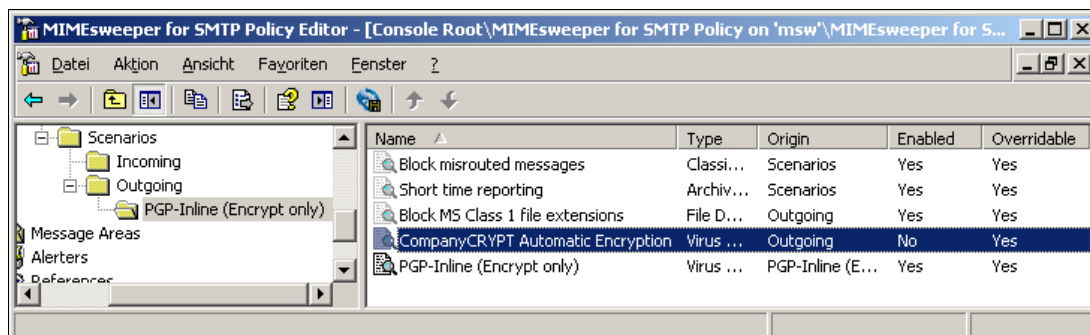 MIMEsweeper for SMTP Policy Editor - [Console Root\MIMEsweeper for SMTP Policy on 'msw'\MIMEsweeper for S...
Datei Aktion Ansicht Favoriten Fenster ?
Scenarios
Incoming
Outgoing
PGP-Inline (Encrypt only)
Message Areas
Alerters
References
Name Type Origin Enabled Overridable
Block misrouted messages Classi... Scenarios Yes Yes
Short time reporting Archiv... Scenarios Yes Yes
Block MS Class 1 file extensions File D... Outgoing Yes Yes
CompanyCRYPT Automatic Encryption Virus ... Outgoing No Yes
PGP-Inline (Encrypt only) Virus ... PGP-Inline (E... Yes Yes